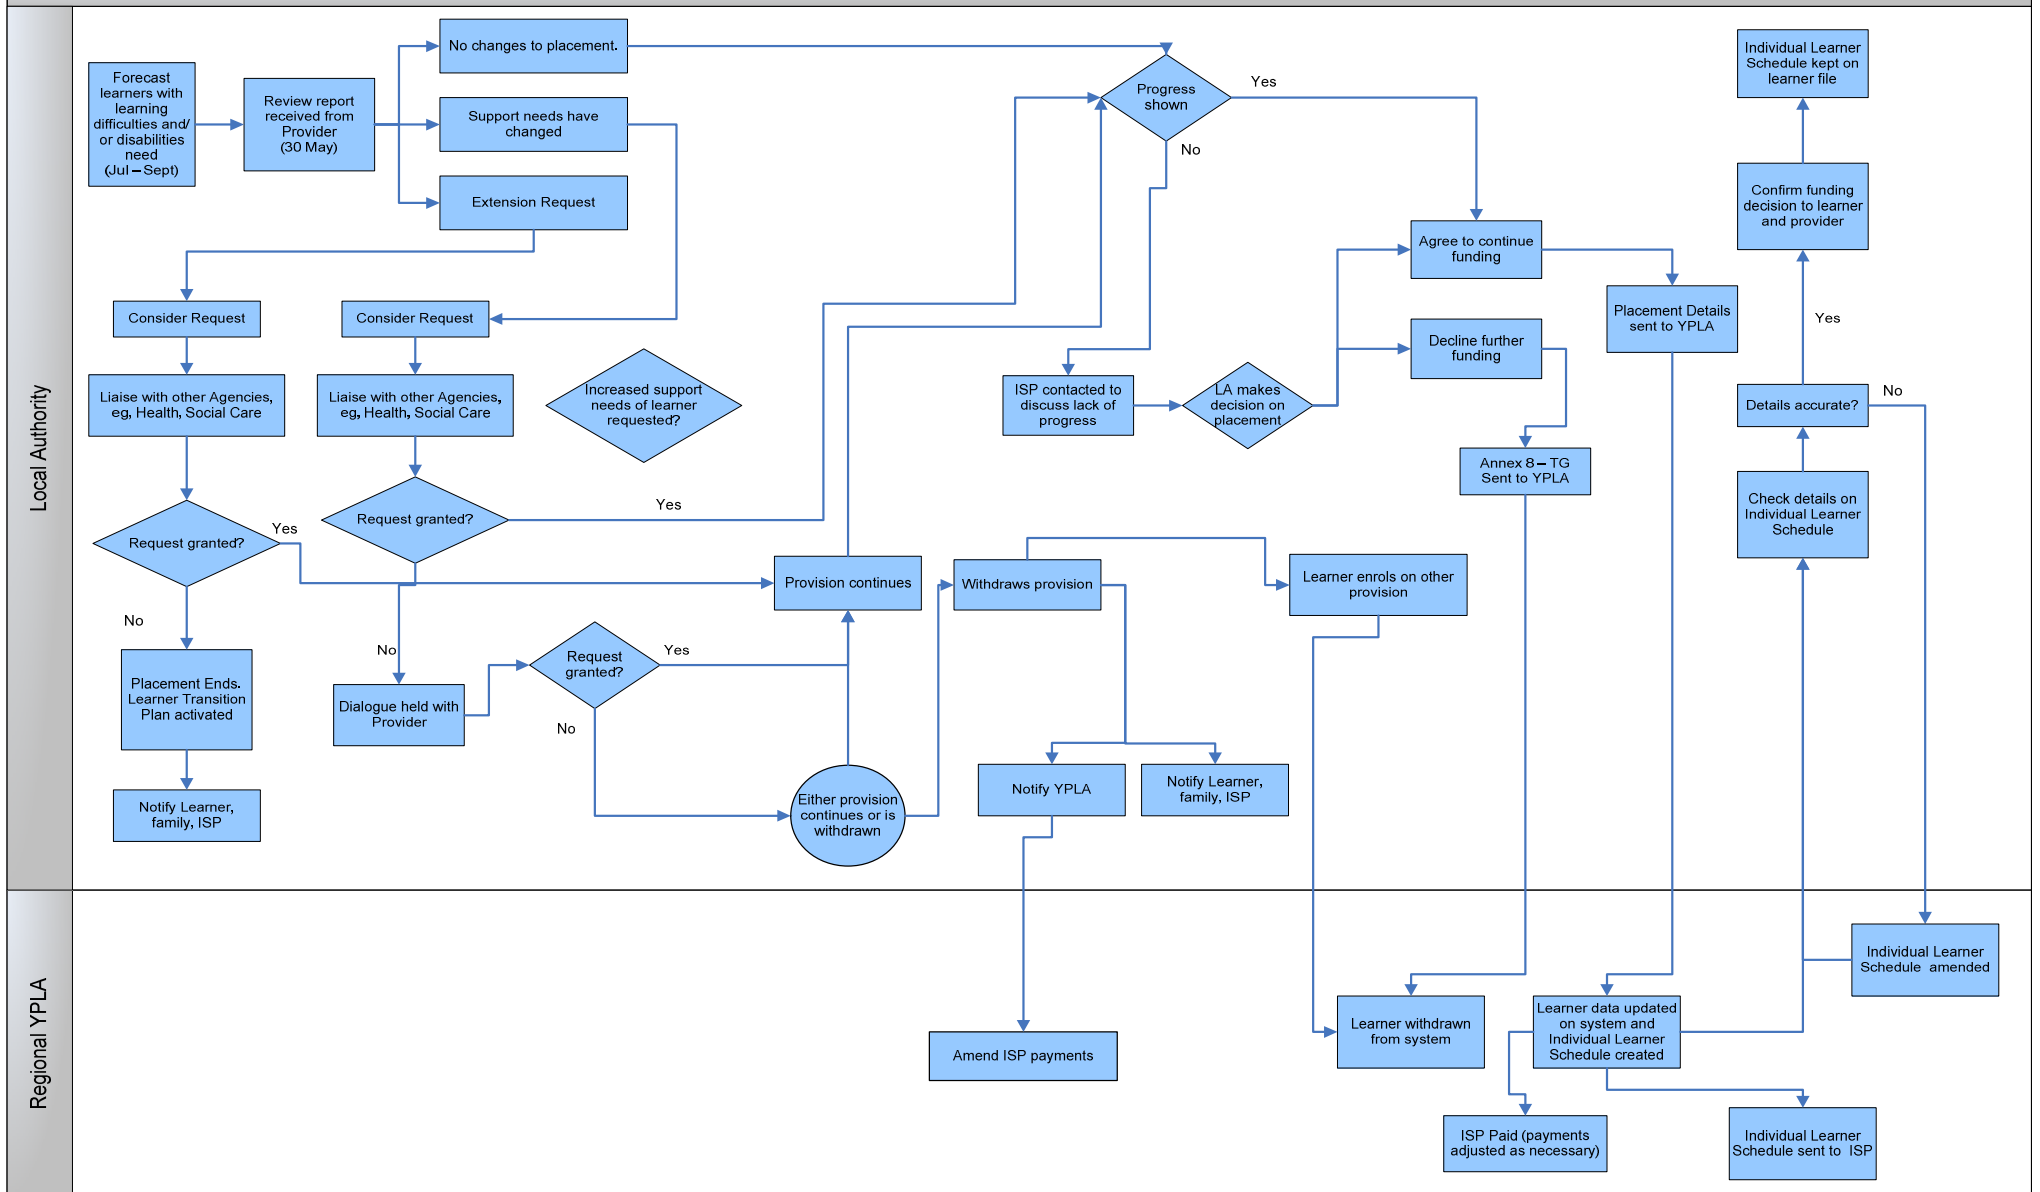 Local Authority
Forecast
learners with
learning
difficulties and/
or disabilities
need
(Jul – Sept)
Review report
received from
Provider
(30 May)
No changes to placement.
Support needs have
changed
Extension Request
Consider Request
Consider Request
Liaise with other Agencies,
eg, Health, Social Care
Liaise with other Agencies,
eg, Health, Social Care
Increased support
needs of learner
requested?
Request granted?
Yes
No
Request granted?
Yes
No
Placement Ends.
Learner Transition
Plan activated
Notify Learner,
family, ISP
Dialogue held with
Provider
Request
granted?
Yes
No
Provision continues
Either provision
continues or is
withdrawn
Withdraws provision
Notify YPLA
Notify Learner,
family, ISP
Learner enrols on other
provision
Progress
shown
Yes
No
ISP contacted to
discuss lack of
progress
LA makes
decision on
placement
Agree to continue
funding
Decline further
funding
Annex 8 – TG
Sent to YPLA
Placement Details
sent to YPLA
Individual Learner
Schedule kept on
learner file
Confirm funding
decision to learner
and provider
Yes
Details accurate?
No
Check details on
Individual Learner
Schedule
Regional YPLA
Amend ISP payments
Learner withdrawn
from system
Learner data updated
on system and
Individual Learner
Schedule created
Individual Learner
Schedule  amended
ISP Paid (payments
adjusted as necessary)
Individual Learner
Schedule sent to  ISP